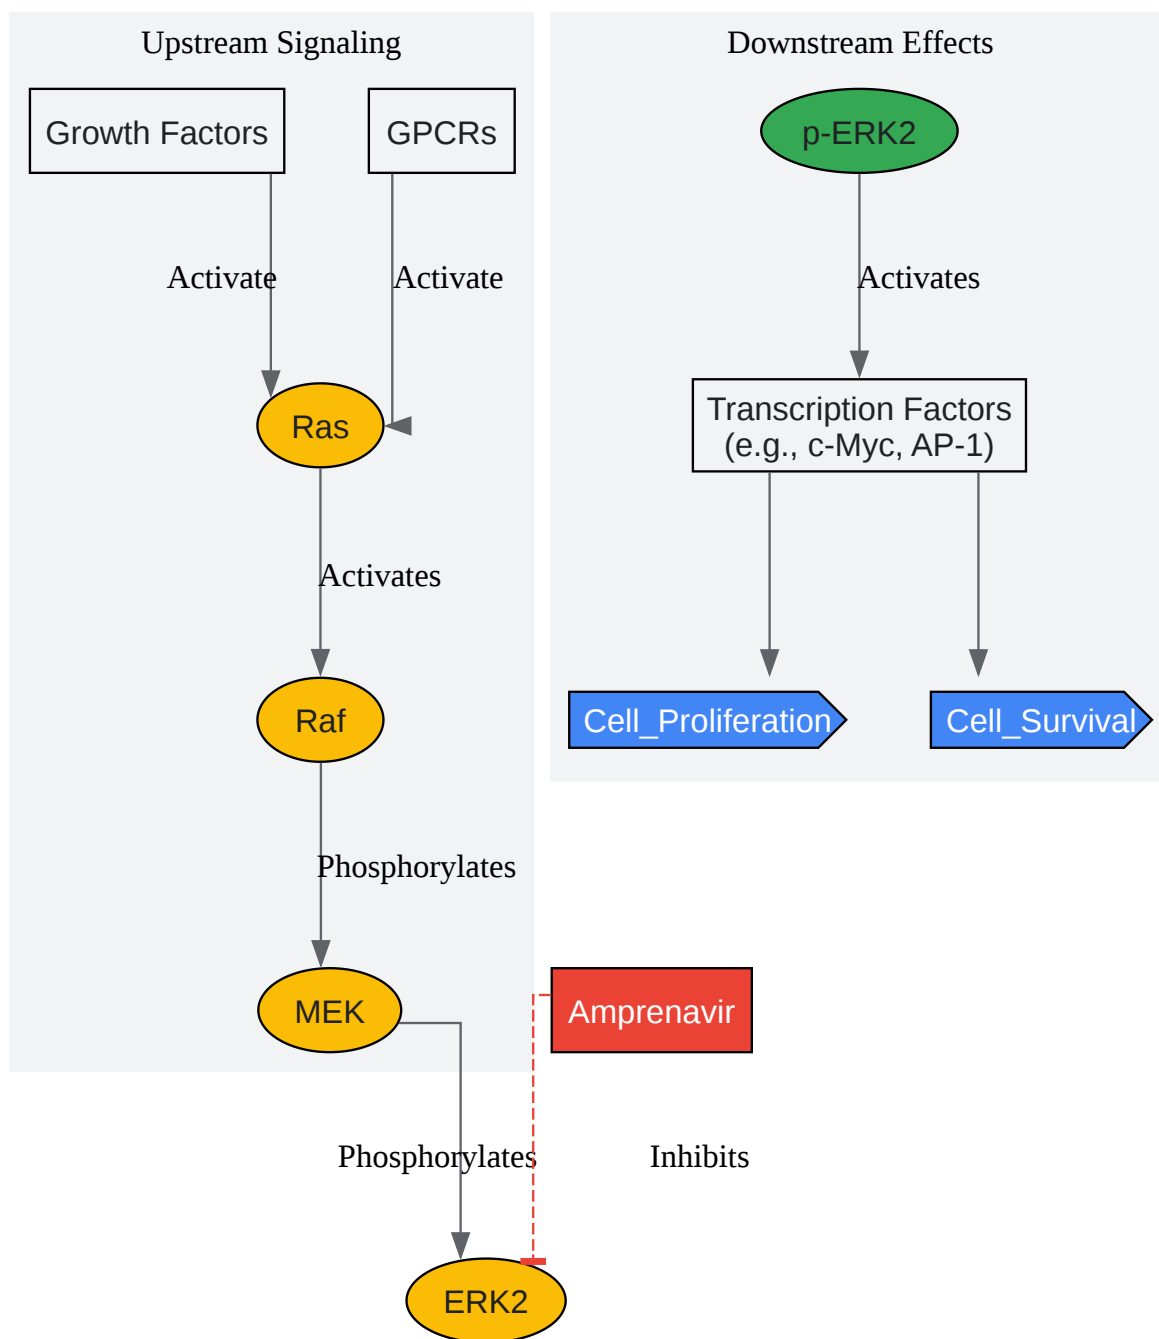 Upstream Signaling
Downstream Effects
Growth Factors
GPCRs
p-ERK2
Activate
Activate
Activates
Ras
Transcription Factors
(e.g., c-Myc, AP-1)
Activates
Raf
Cell_Proliferation
Cell_Survival
Phosphorylates
MEK
Amprenavir
Phosphorylates
Inhibits
ERK2